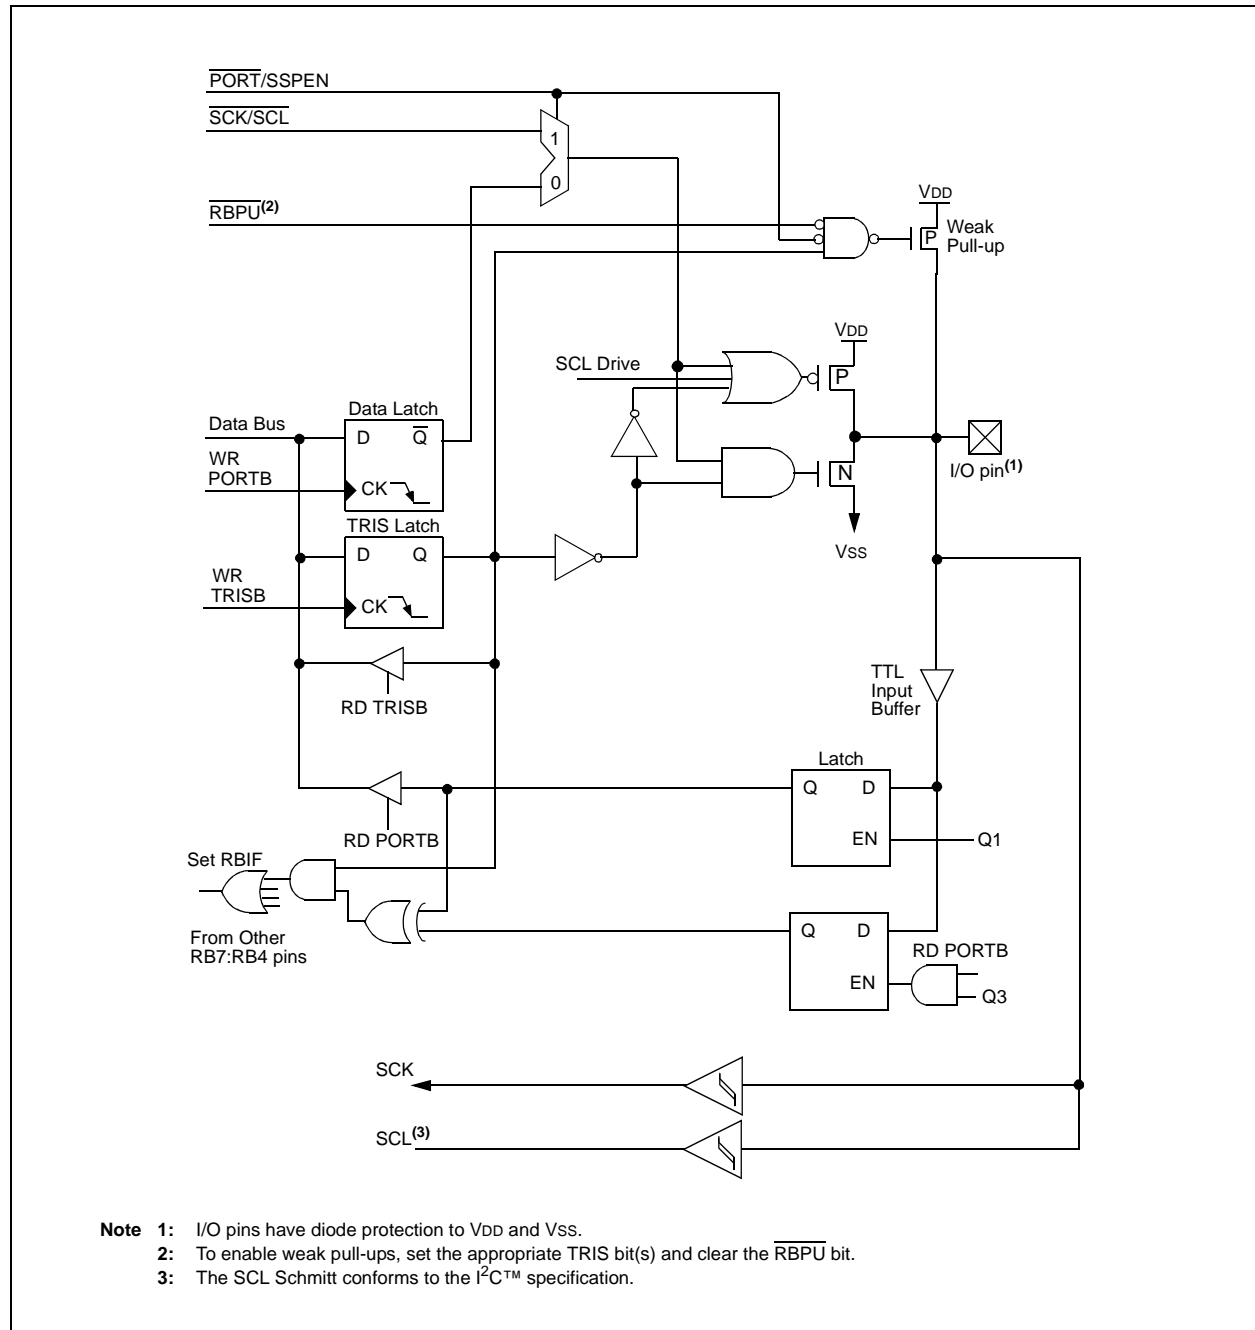 PORT/SSPEN
SCK/SCL
1
0
RBPU(2)
VDD
P
Weak
Pull-up
VDD
SCL Drive
P
Data Latch
Data Bus
D
Q
WR
PORTB
CK
N
I/O pin(1)
VSS
TRIS Latch
D
Q
WR
TRISB
CK
RD TRISB
TTL
Input
Buffer
Latch
Q
D
EN
Q1
RD PORTB
Set RBIF
From Other
RB7:RB4 pins
Q
D
EN
RD PORTB
Q3
SCK
SCL(3)
Note 1: I/O pins have diode protection to VDD and VSS.
2: To enable weak pull-ups, set the appropriate TRIS bit(s) and clear the RBPU bit.
3: The SCL Schmitt conforms to the I2C™ specification.